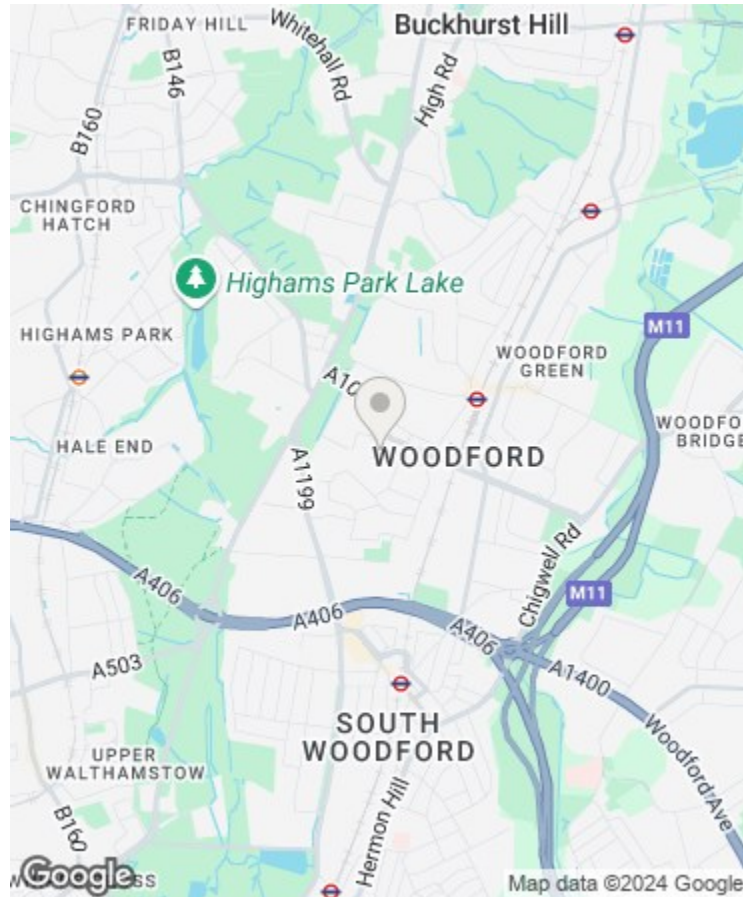 Buckhurst Hill
FRIDAY HILL
Whitehall Rd
High Rd
B146
B160
CHINGFORD
HATCH
Highams Park Lake
M11
HIGHAMS PARK
WOODFORD
GREEN
HALE END
WOODFORD
BRIDGE
A1199
Chigwell Rd
A406
M11
A406
A406
A503
A1400
SOUTH
WOODFORD
UPPER
WALTHAMSTOW
Woodford Ave
B160
Hermon Hill
Google
Map data ©2024 Google